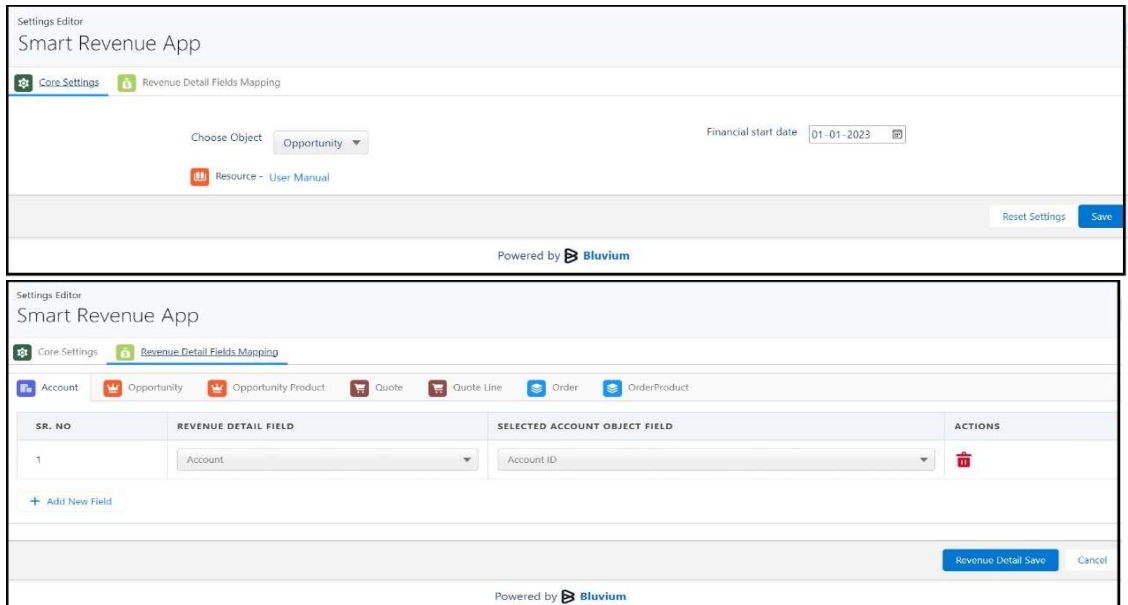 Settings Editor
Smart Revenue App
Core Settings Revenue Detail Fields Mapping
Choose Object Opportunity Financial start date 01-01-2023
Resource - User Manual
Reset Settings Save
Powered by Bluvium
Settings Editor
Smart Revenue App
Core Settings Revenue Detail Fields Mapping
Account Opportunity Opportunity Product Quote Quote Line Order OrderProduct
SR. NO REVENUE DETAIL FIELD SELECTED ACCOUNT OBJECT FIELD ACTIONS
1 Account Account ID
+ Add New Field
Revenue Detail Save Cancel
Powered by Bluvium